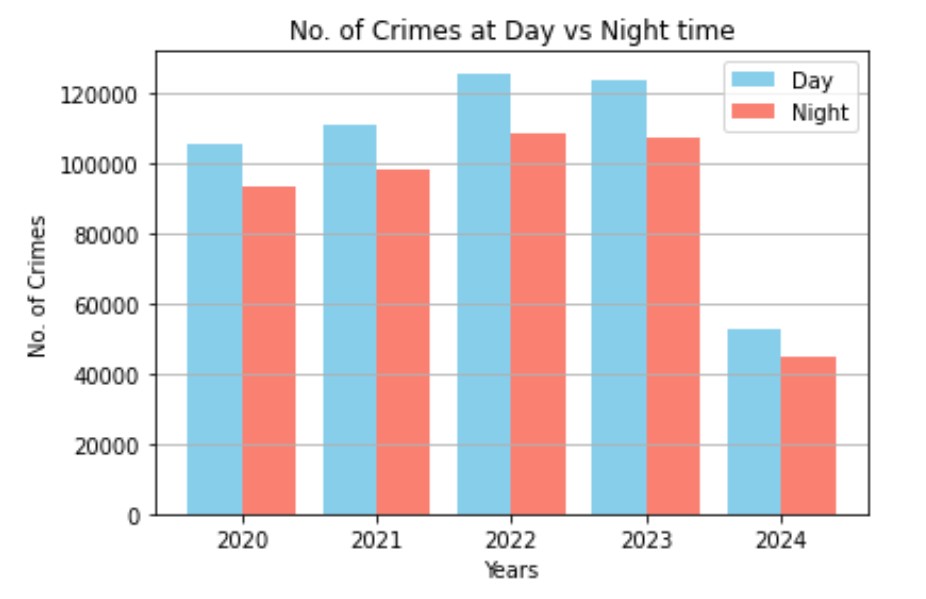 No. of Crimes at Day vs Night time
Day
Night
120000
100000
80000
60000
40000
20000
0
No. of Crimes
2020 2021 2022 2023 2024
Years